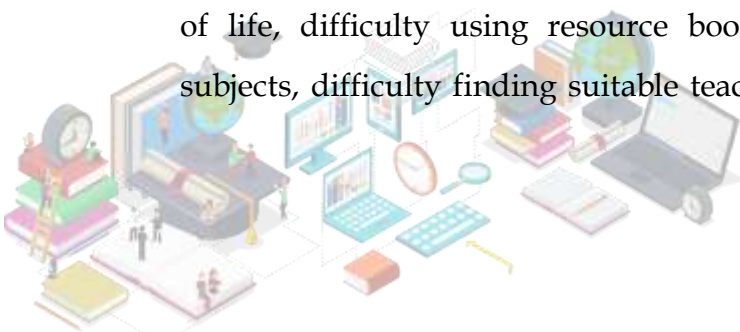 of life, difficulty using resource boo
subjects, difficulty finding suitable teac